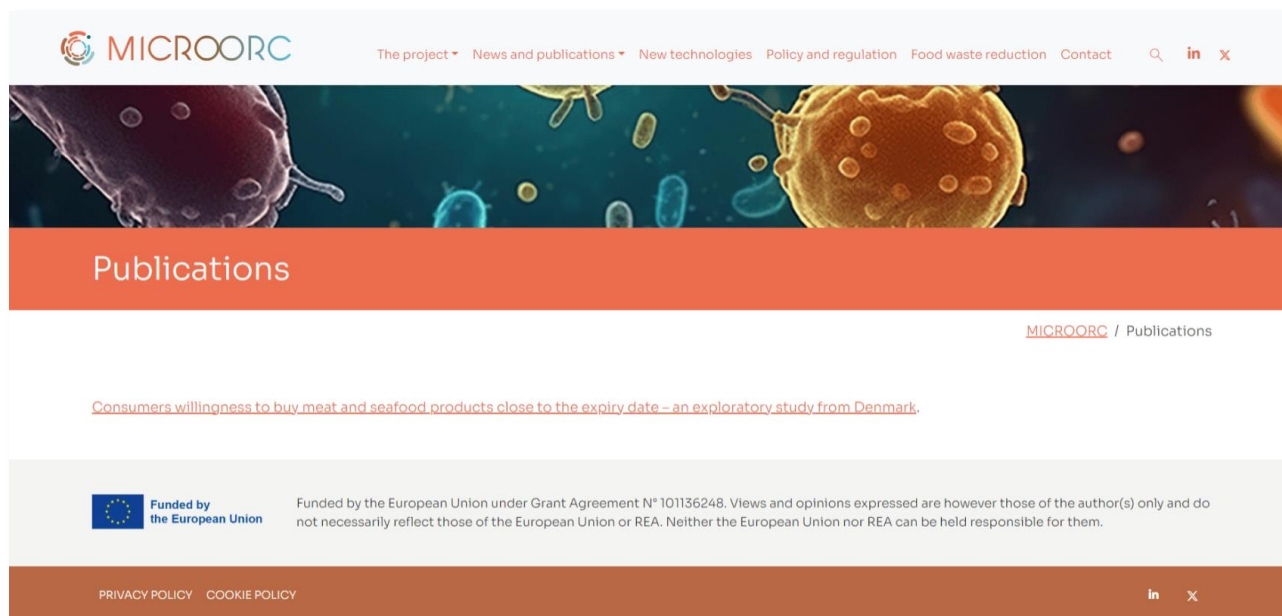 MICROORC
The project News and publications New technologies Policy and regulation Food waste reduction Contact
Publications
MICROORC / Publications
Consumers willingness to buy meat and seafood products close to the expiry date – an exploratory study from Denmark.
Funded by
the European Union
Funded by the European Union under Grant Agreement N° 101136248. Views and opinions expressed are however those of the author(s) only and do
not necessarily reflect those of the European Union or REA. Neither the European Union nor REA can be held responsible for them.
PRIVACY POLICY COOKIE POLICY